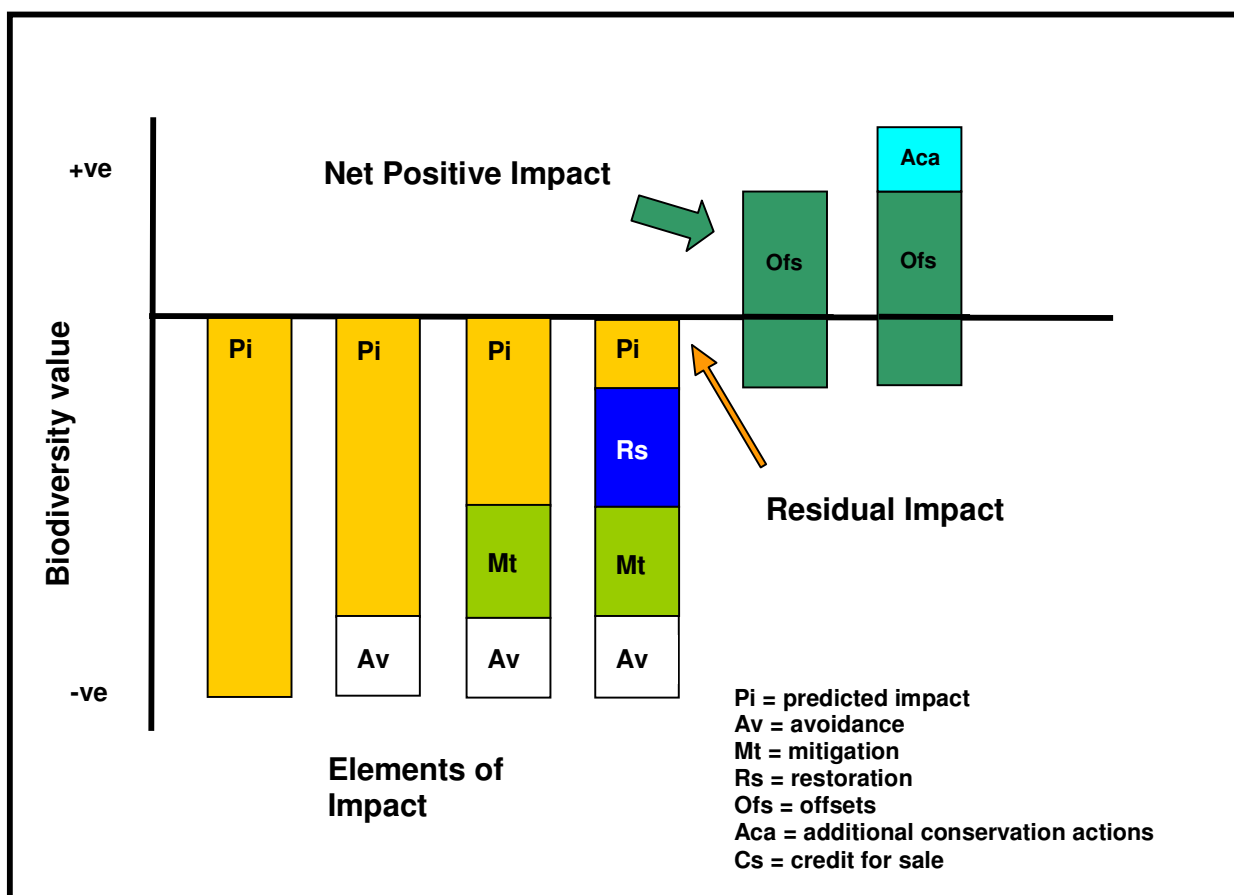 +ve
Net Positive Impact
Aca
Ofs
Ofs
Biodiversity value
Pi
Pi
Pi
Pi
Rs
Residual Impact
Mt
Mt
Av
Av
Av
-ve
Elements of
Impact
Pi = predicted impact
Av = avoidance
Mt = mitigation
Rs = restoration
Ofs = offsets
Aca = additional conservation actions
Cs = credit for sale